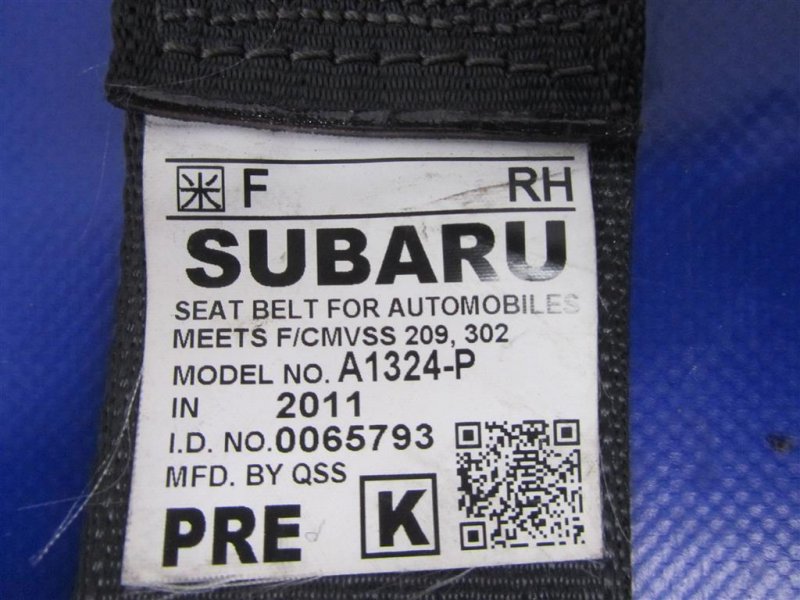 米 F RH
SUBARU
SEAT BELT FOR AUTOMOBILES
MEETS F/CMVSS 209, 302
MODEL NO. A1324-P
IN 2011
I.D. NO. 0065793
MFD. BY QSS
PRE K